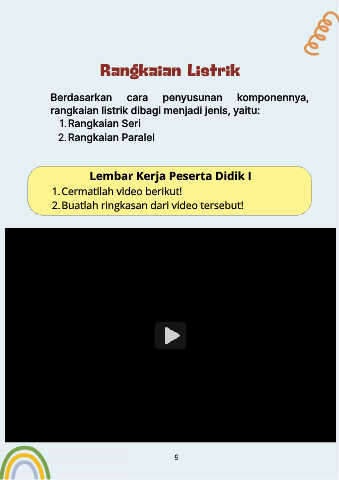 Rangkaian Listrik
Berdasarkan cara penyusunan komponennya,
rangkaian listrik dibagi menjadi jenis, yaitu:
1. Rangkaian Seri
2. Rangkaian Paralel
Lembar Kerja Peserta Didik I
1. Cermatilah video berikut!
2. Buatlah ringkasan dari video tersebut!
9